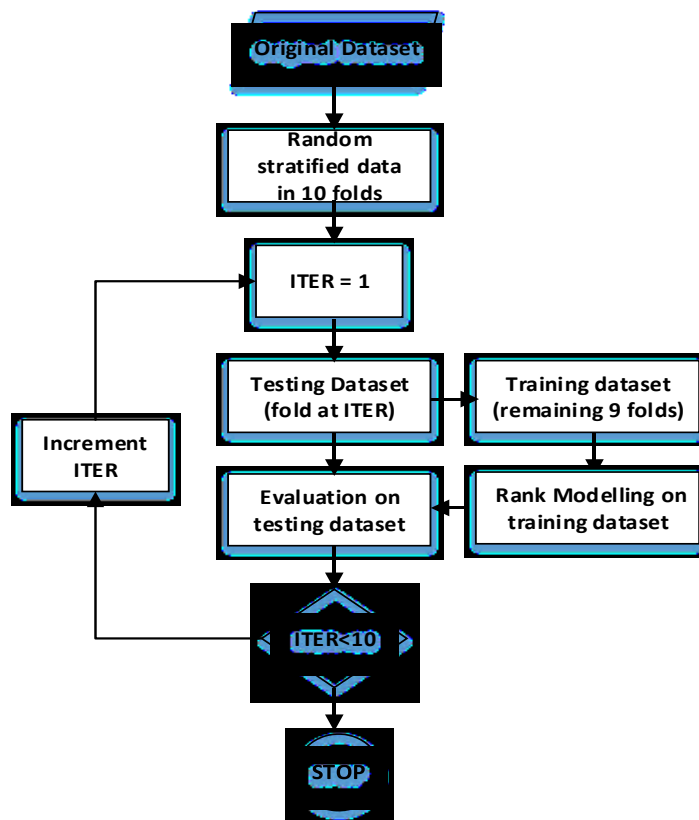 Original Dataset
Random
stratified data
in 10 folds
ITER = 1
Testing Dataset
(fold at ITER)
Training dataset
(remaining 9 folds)
Increment
ITER
Evaluation on
testing dataset
Rank Modelling on
training dataset
ITER<10
STOP